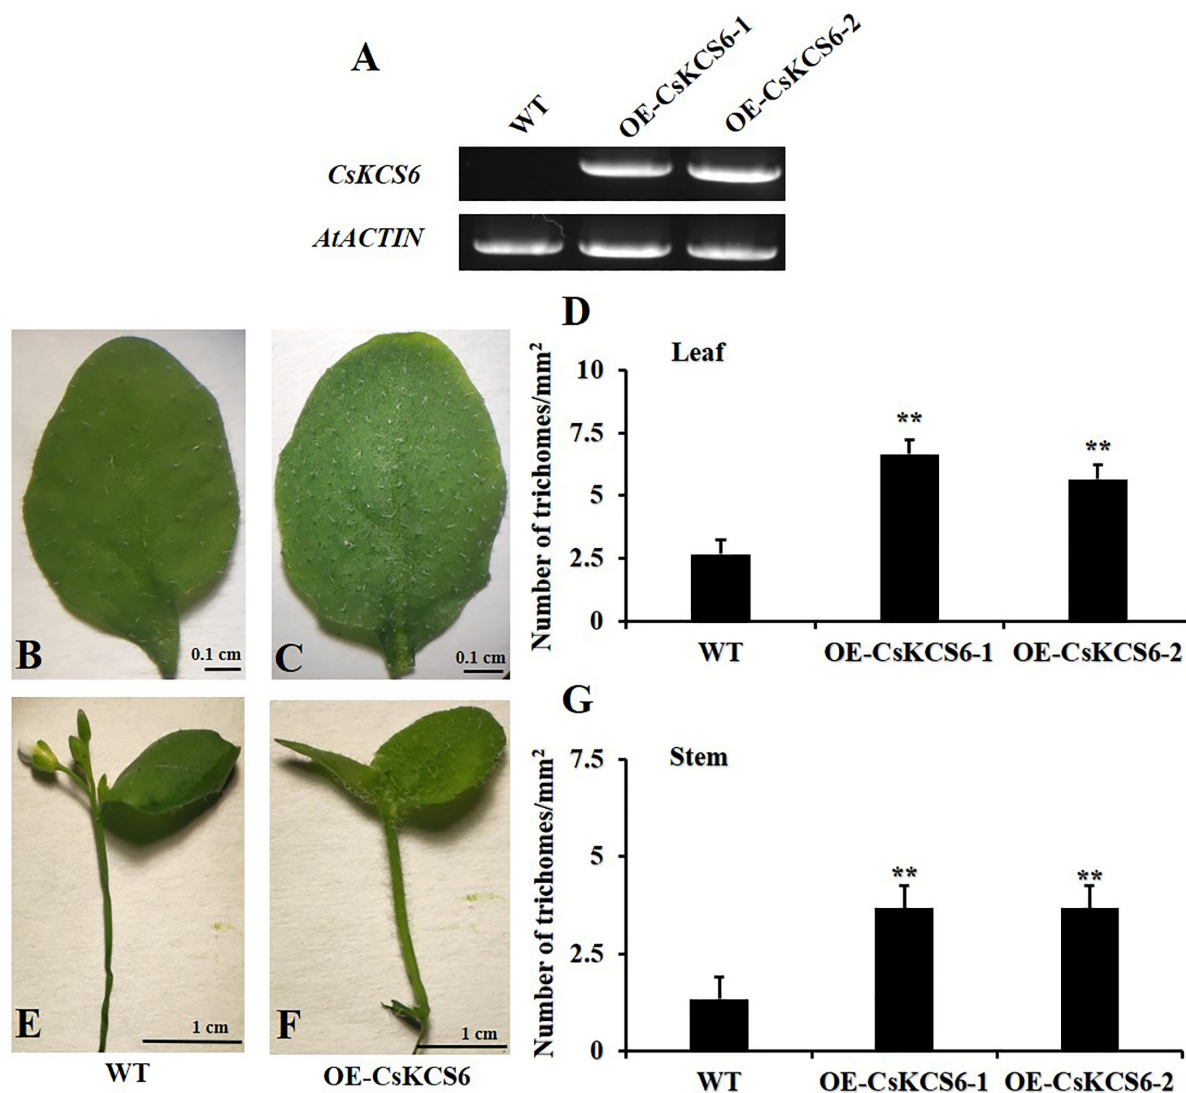 A
WT
OE-CsKCS6-1
OE-CsKCS6-2
CsKCS6
AtACTIN
B
0.1 cm
C
0.1 cm
D
Leaf
Number of trichomes/mm²
10
7.5
5
2.5
0
**
**
WT
OE-CsKCS6-1
OE-CsKCS6-2
E
1 cm
WT
F
1 cm
OE-CsKCS6
G
Stem
Number of trichomes/mm²
7.5
5
2.5
0
**
**
WT
OE-CsKCS6-1
OE-CsKCS6-2